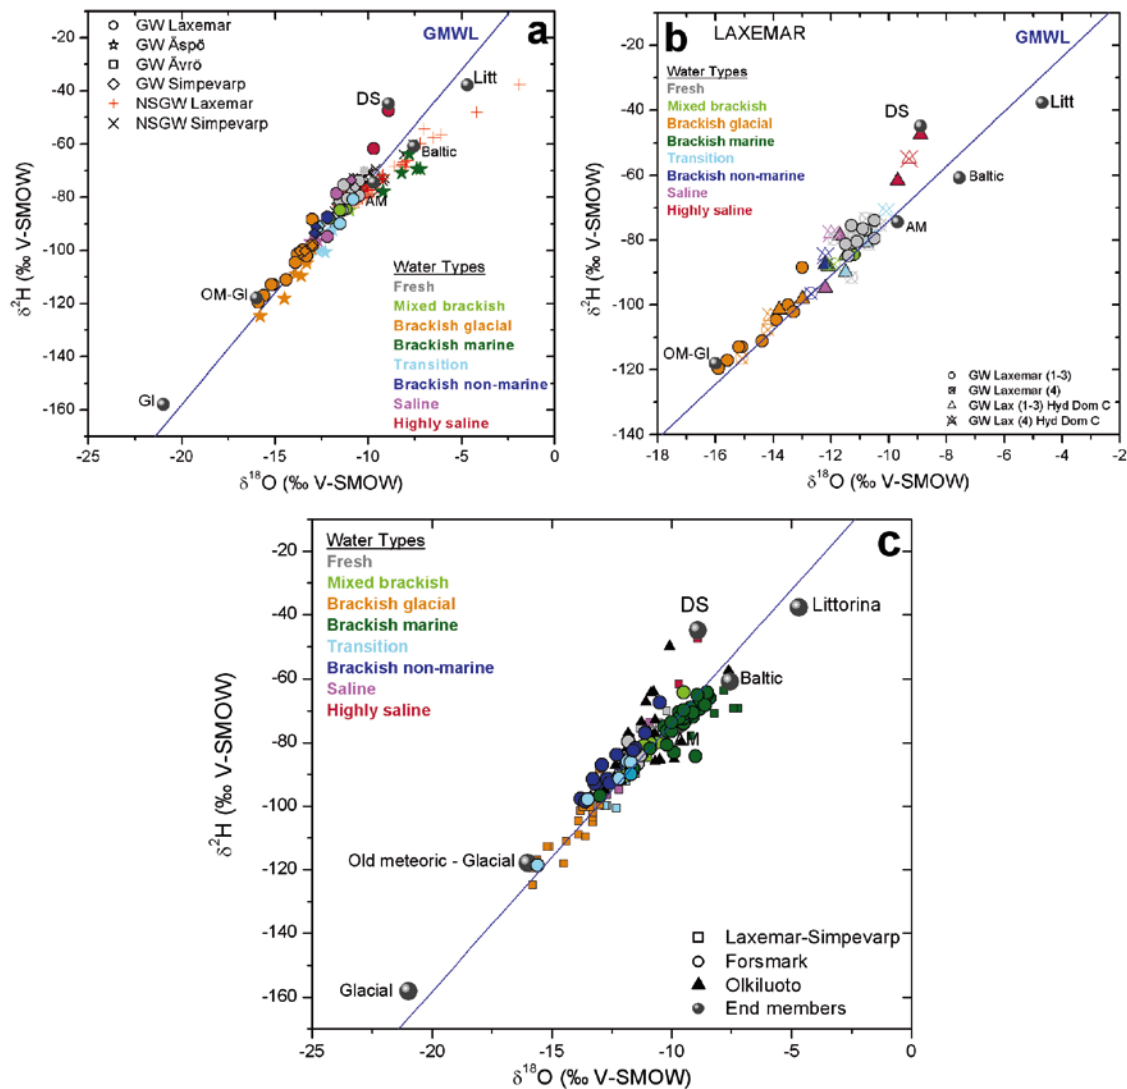 a
GMWL
GW Laxemar
GW Äspö
GW Ävrö
GW Simpevarp
NSGW Laxemar
NSGW Simpevarp
Litt
DS
Baltic
AM
OM-GI
GI
Water Types
Fresh
Mixed brackish
Brackish glacial
Brackish marine
Transition
Brackish non-marine
Saline
Highly saline
-20
-40
-60
-80
-100
-120
-140
-160
δ²H (‰ V-SMOW)
-25 -20 -15 -10 -5 0
δ¹⁸O (‰ V-SMOW)
b LAXEMAR GMWL
Water Types
Fresh
Mixed brackish
Brackish glacial
Brackish marine
Transition
Brackish non-marine
Saline
Highly saline
Litt
DS
Baltic
AM
OM-GI
GW Laxemar (1-3)
GW Laxemar (4)
GW Lax (1-3) Hyd Dom C
GW Lax (4) Hyd Dom C
-20
-40
-60
-80
-100
-120
-140
δ²H (‰ V-SMOW)
-18 -16 -14 -12 -10 -8 -6 -4 -2
δ¹⁸O (‰ V-SMOW)
c
Water Types
Fresh
Mixed brackish
Brackish glacial
Brackish marine
Transition
Brackish non-marine
Saline
Highly saline
DS
Littorina
Baltic
AM
Old meteoric - Glacial
Glacial
Laxemar-Simpevarp
Forsmark
Olkiluoto
End members
-20
-40
-60
-80
-100
-120
-140
-160
δ²H (‰ V-SMOW)
-25 -20 -15 -10 -5 0
δ¹⁸O (‰ V-SMOW)